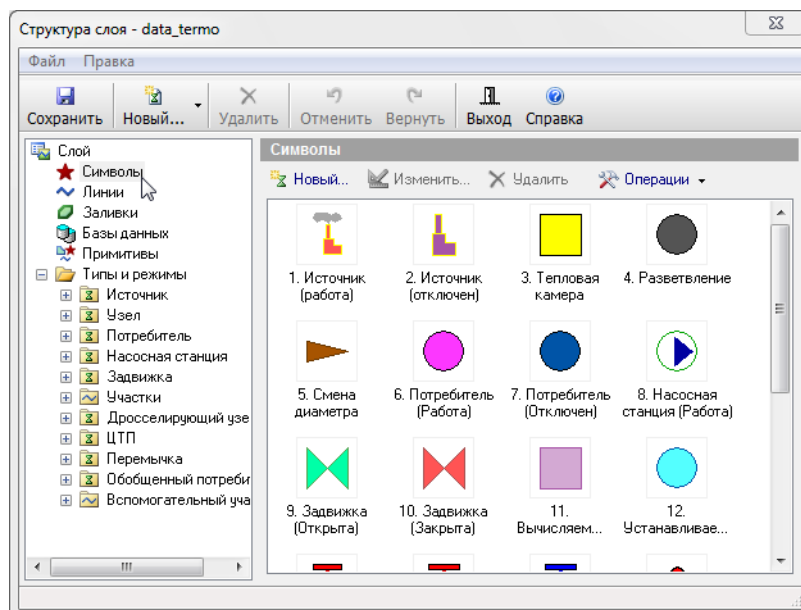 Структура слоя - data_termo
Файл Правка
Сохранить Новый... Удалить Отменить Вернуть Выход Справка
Слой
Символы
Линии
Заливки
Базы данных
Примитивы
Типы и режимы
Источник
Узел
Потребитель
Насосная станция
Задвижка
Участки
Дросселирующий узе
ЦТП
Перемычка
Обобщенный потреби
Вспомогательный уча
Символы
Новый... Изменить... Удалить Операции
1. Источник (работа)
2. Источник (отключен)
3. Тепловая камера
4. Разветвление
5. Смена диаметра
6. Потребитель (Работа)
7. Потребитель (Отключен)
8. Насосная станция (Работа)
9. Задвижка (Открыта)
10. Задвижка (Закрыта)
11. Вычисляем...
12. Устанавливае...